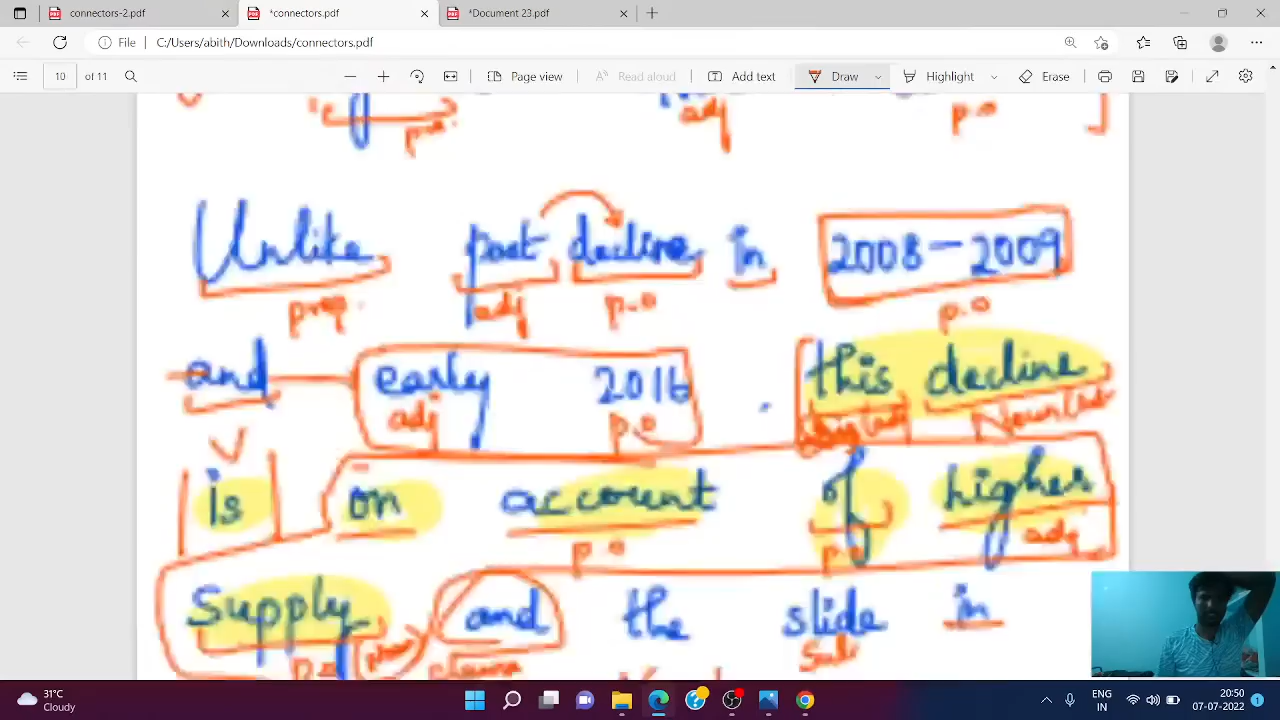 connectors-2.pdf
*connectors.pdf
*Document 23.pdf
File C:/Users/abith/Downloads/connectors.pdf
10 of 11 Page view Read aloud Add text Draw Highlight Erase
p.o. adj p.o
Unlike past decline in 2008-2009
prep. adj p.o p.o
and early 2016 . this decline
adj p.o
V
is on account of higher
p.o adj
Supply and the slide in
31°C
Cloudy
ENG
IN
20:50
07-07-2022